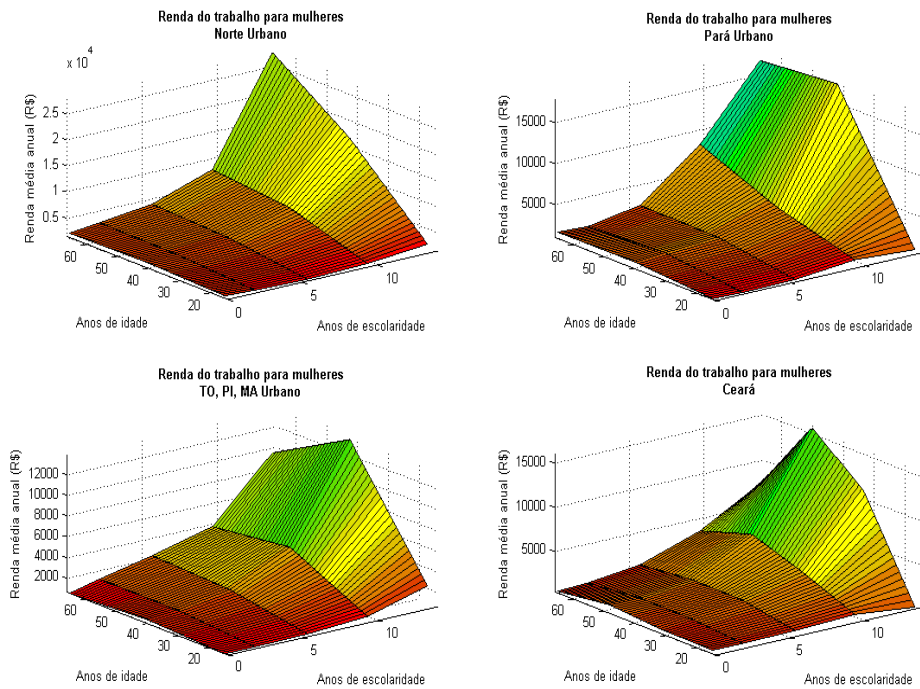 Renda do trabalho para mulheres
Norte Urbano
x 10^4
2.5
2
1.5
1
0.5
Renda média anual (R$)
60
50
40
30
20
Anos de idade
0
5
10
Anos de escolaridade
Renda do trabalho para mulheres
Pará Urbano
15000
10000
5000
Renda média anual (R$)
60
50
40
30
20
Anos de idade
0
5
10
Anos de escolaridade
Renda do trabalho para mulheres
TO, PI, MA Urbano
12000
10000
8000
6000
4000
2000
Renda média anual (R$)
60
50
40
30
20
Anos de idade
0
5
10
Anos de escolaridade
Renda do trabalho para mulheres
Ceará
15000
10000
5000
Renda média anual (R$)
60
50
40
30
20
Anos de idade
0
5
10
Anos de escolaridade